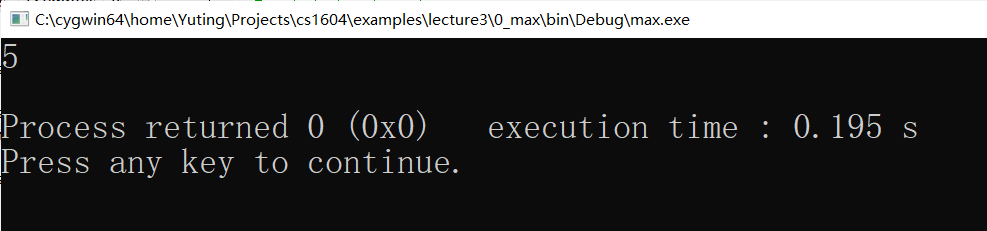 C:\cygwin64\home\Yuting\Projects\cs1604\examples\lecture3\0_max\bin\Debug\max.exe
5
Process returned 0 (0x0)   execution time : 0.195 s
Press any key to continue.